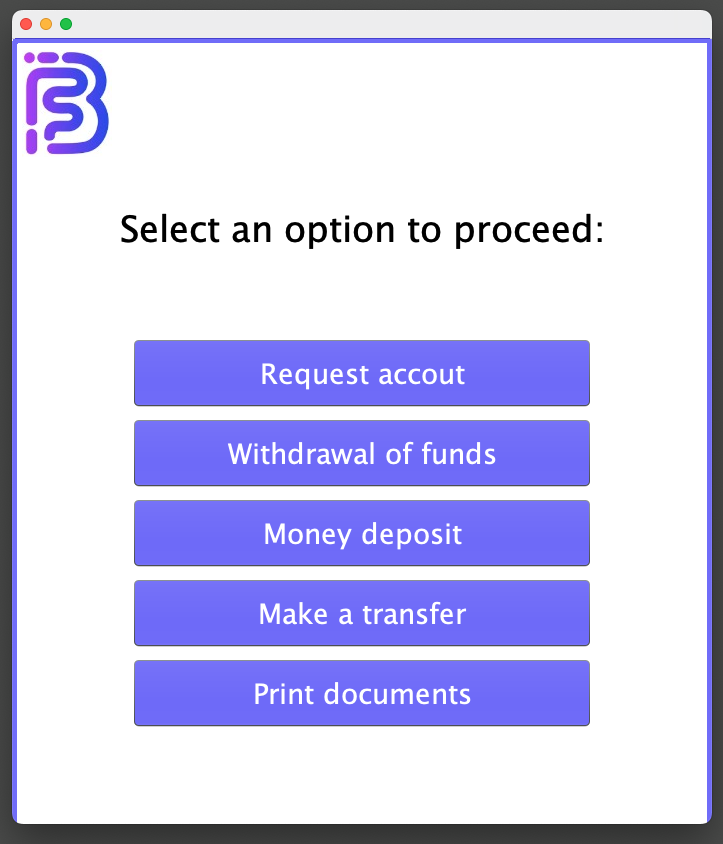 Select an option to proceed:
Request accout
Withdrawal of funds
Money deposit
Make a transfer
Print documents